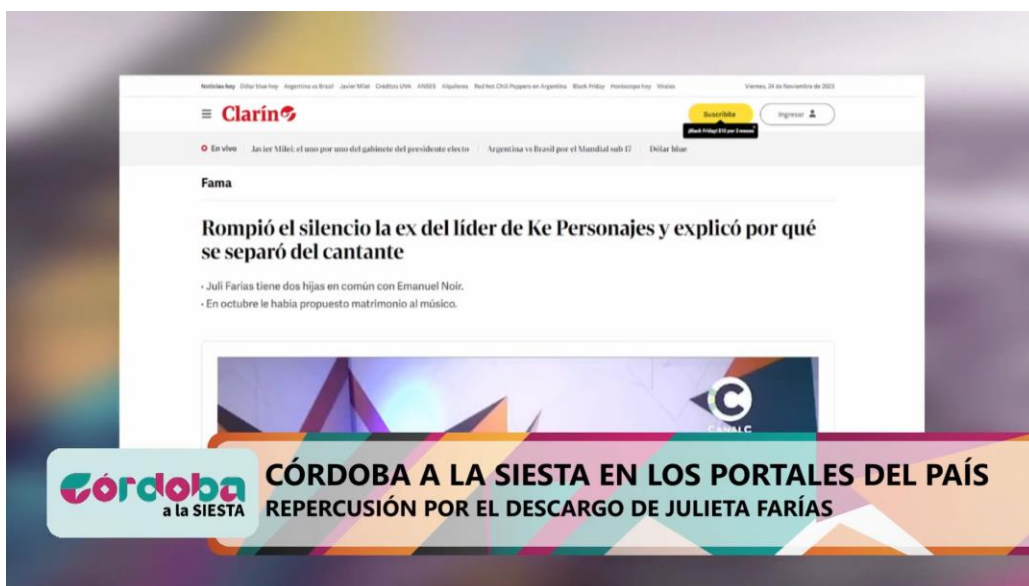 Noticias hoy Dólar blue hoy Argentina vs Brasil Javier Milei Créditos UVA ANSES Alquileres Red Hot Chili Peppers en Argentina Black Friday Horóscopo hoy Virales Viernes, 24 de Noviembre de 2023
Clarín Suscribite Ingresar
¡Black Friday! $10 por 3 meses
En vivo Javier Milei: el uno por uno del gabinete del presidente electo Argentina vs Brasil por el Mundial sub 17 Dólar blue
Fama
Rompió el silencio la ex del líder de Ke Personajes y explicó por qué
se separó del cantante
· Juli Farias tiene dos hijas en común con Emanuel Noir.
· En octubre le había propuesto matrimonio al músico.
C
CANAL C
Córdoba
a la SIESTA
CÓRDOBA A LA SIESTA EN LOS PORTALES DEL PAÍS
REPERCUSIÓN POR EL DESCARGO DE JULIETA FARÍAS